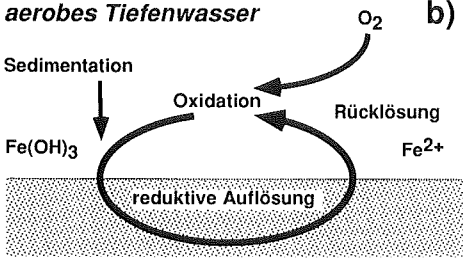 aerobes Tiefenwasser
b)
O2
Sedimentation
Oxidation
Rücklösung
Fe(OH)3
Fe2+
reduktive Auflösung